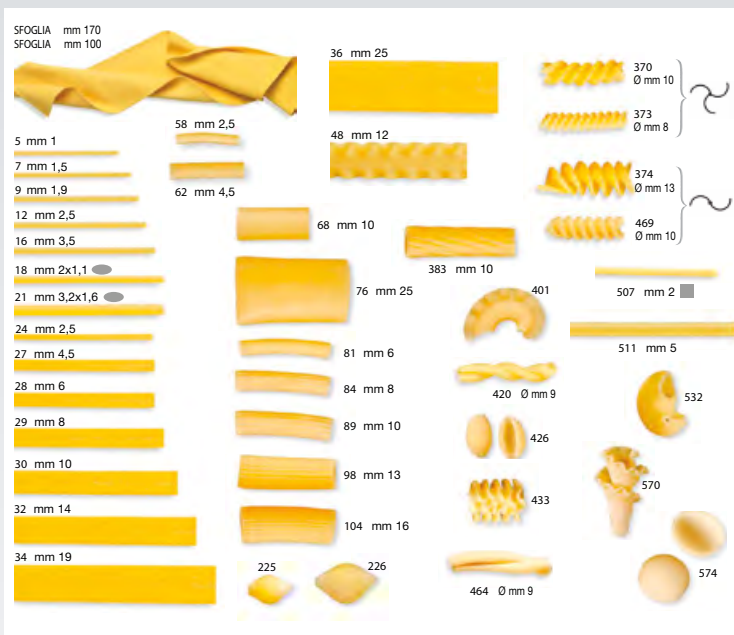 SFOGLIA mm 170
SFOGLIA mm 100
5 mm 1
7 mm 1,5
9 mm 1,9
12 mm 2,5
16 mm 3,5
18 mm 2x1,1
21 mm 3,2x1,6
24 mm 2,5
27 mm 4,5
28 mm 6
29 mm 8
30 mm 10
32 mm 14
34 mm 19
58 mm 2,5
62 mm 4,5
68 mm 10
76 mm 25
81 mm 6
84 mm 8
89 mm 10
98 mm 13
104 mm 16
225
226
36 mm 25
48 mm 12
383 mm 10
401
420 Ø mm 9
426
433
464 Ø mm 9
370
Ø mm 10
373
Ø mm 8
374
Ø mm 13
469
Ø mm 10
507 mm 2
511 mm 5
532
570
574